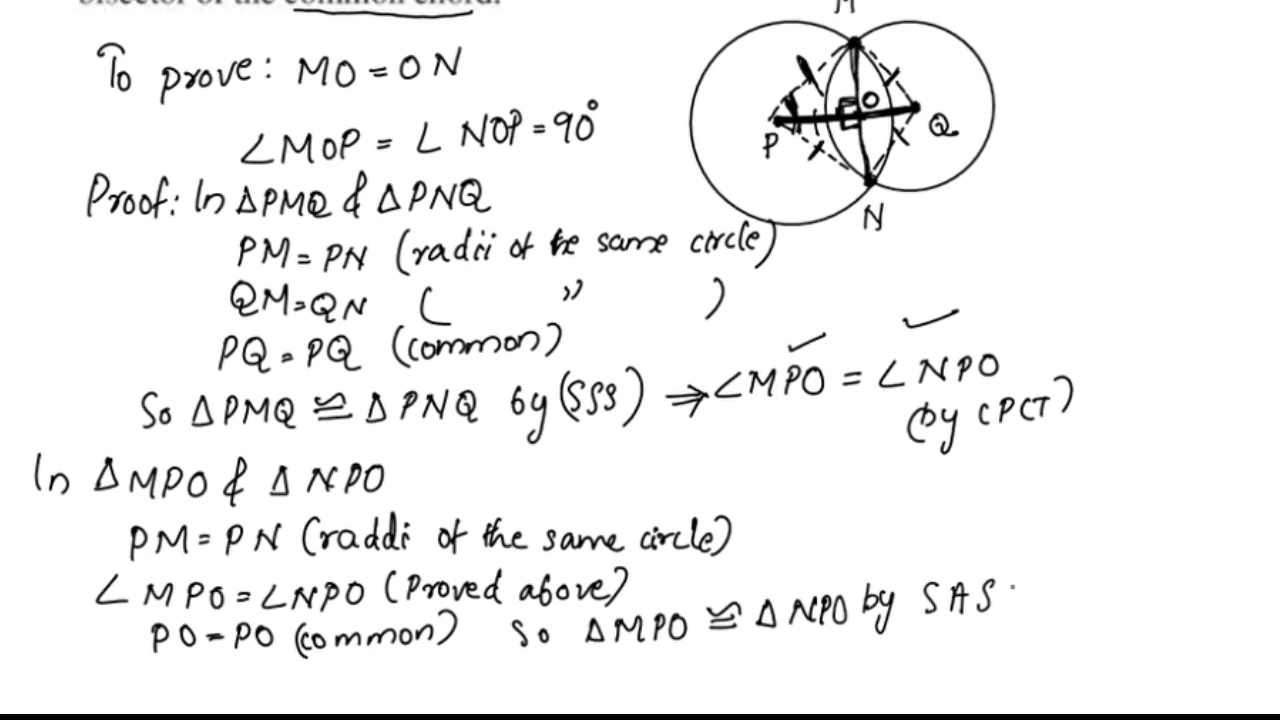 bisector of the common chord.
To prove: MO = ON
∠MOP = ∠NOP = 90°
Proof: In ΔPMQ & ΔPNQ
PM = PN (radii of the same circle)
QM = QN ( ,, )
PQ = PQ (common)
So ΔPMQ ≅ ΔPNQ by (SSS) ⇒ ∠MPO = ∠NPO
(by CPCT)
In ΔMPO & ΔNPO
PM = PN (raddi of the same circle)
∠MPO = ∠NPO (Proved above)
PO = PO (common) So ΔMPO ≅ ΔNPO by SAS
M
O
P
Q
N